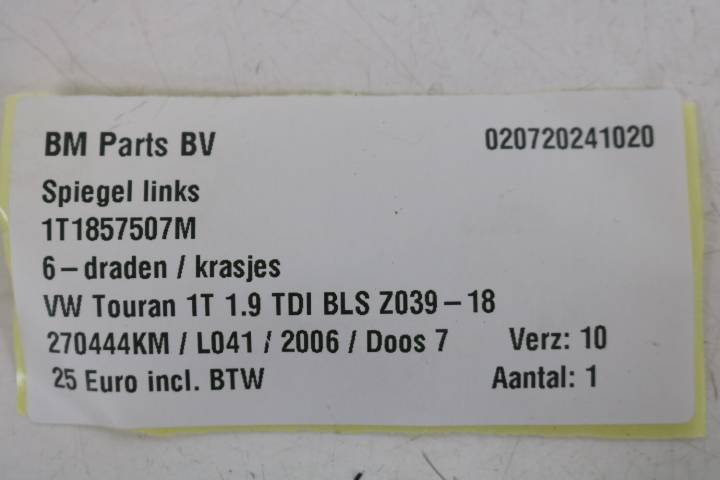 BM Parts BV 020720241020
Spiegel links
1T1857507M
6-draden / krasjes
VW Touran 1T 1.9 TDI BLS Z039-18
270444KM / L041 / 2006 / Doos 7 Verz: 10
25 Euro incl. BTW Aantal: 1